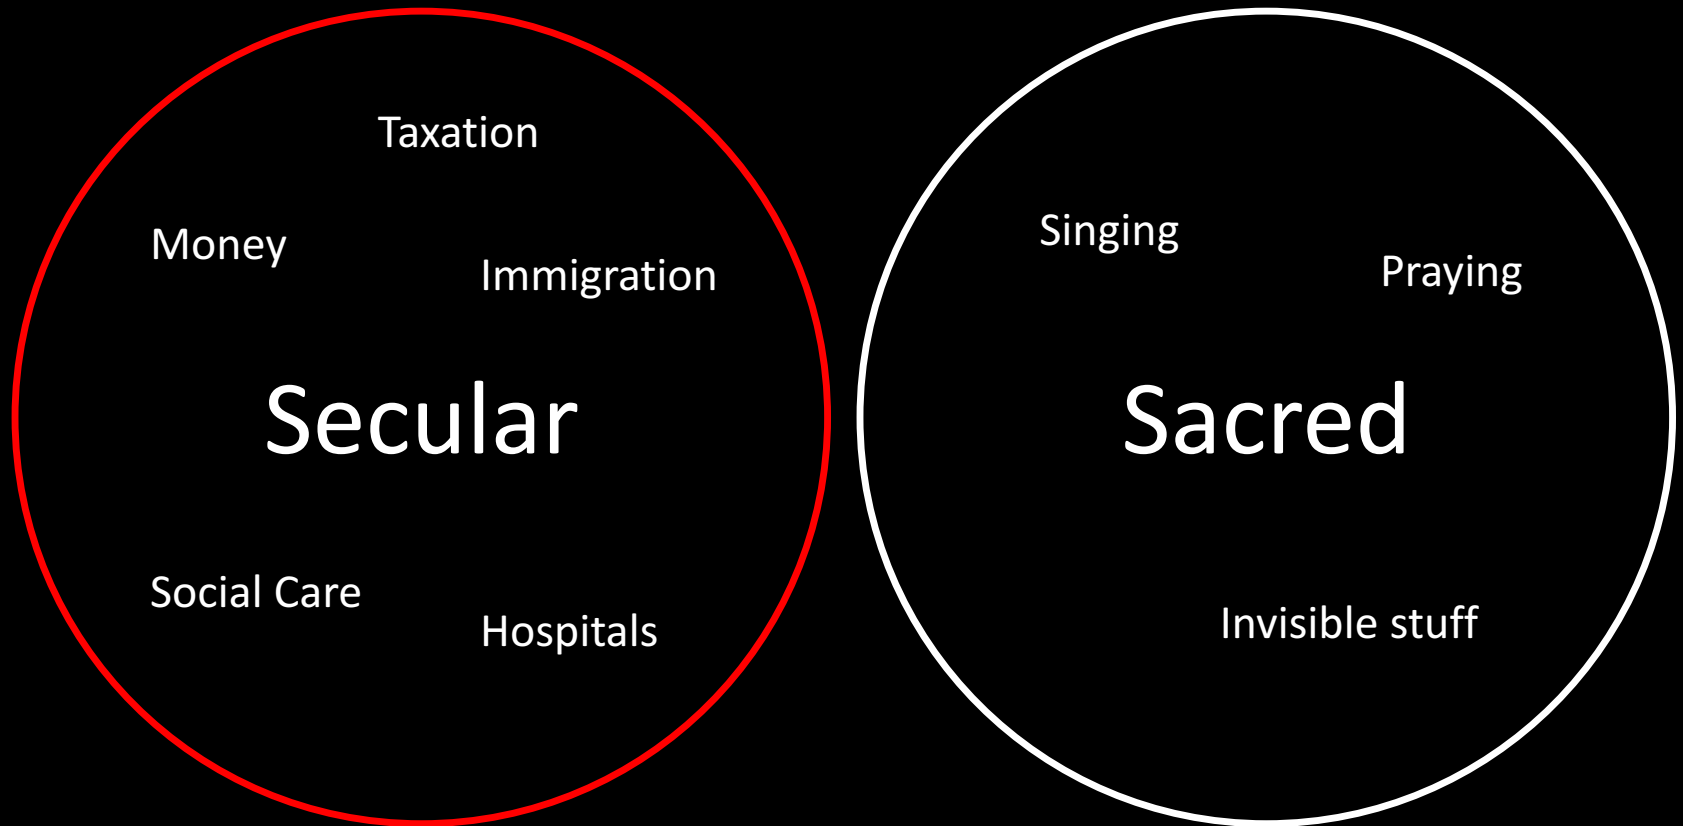 Taxation
Money
Immigration
Secular
Social Care
Hospitals
Singing
Praying
Sacred
Invisible stuff